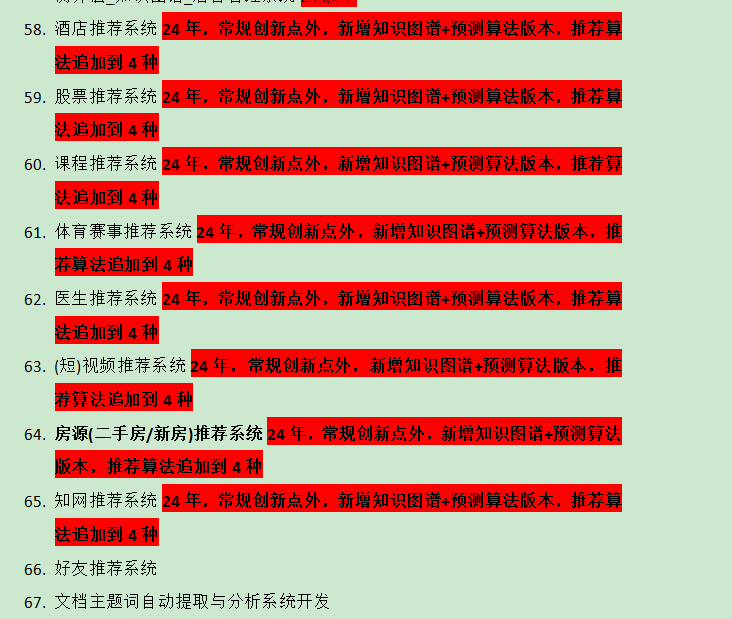 58. 酒店推荐系统 24 年，常规创新点外，新增知识图谱+预测算法版本，推荐算
法追加到 4 种
59. 股票推荐系统 24 年，常规创新点外，新增知识图谱+预测算法版本，推荐算
法追加到 4 种
60. 课程推荐系统 24 年，常规创新点外，新增知识图谱+预测算法版本，推荐算
法追加到 4 种
61. 体育赛事推荐系统 24 年，常规创新点外，新增知识图谱+预测算法版本，推
荐算法追加到 4 种
62. 医生推荐系统 24 年，常规创新点外，新增知识图谱+预测算法版本，推荐算
法追加到 4 种
63. (短)视频推荐系统 24 年，常规创新点外，新增知识图谱+预测算法版本，推
荐算法追加到 4 种
64. 房源(二手房/新房)推荐系统 24 年，常规创新点外，新增知识图谱+预测算法
版本，推荐算法追加到 4 种
65. 知网推荐系统 24 年，常规创新点外，新增知识图谱+预测算法版本，推荐算
法追加到 4 种
66. 好友推荐系统
67. 文档主题词自动提取与分析系统开发